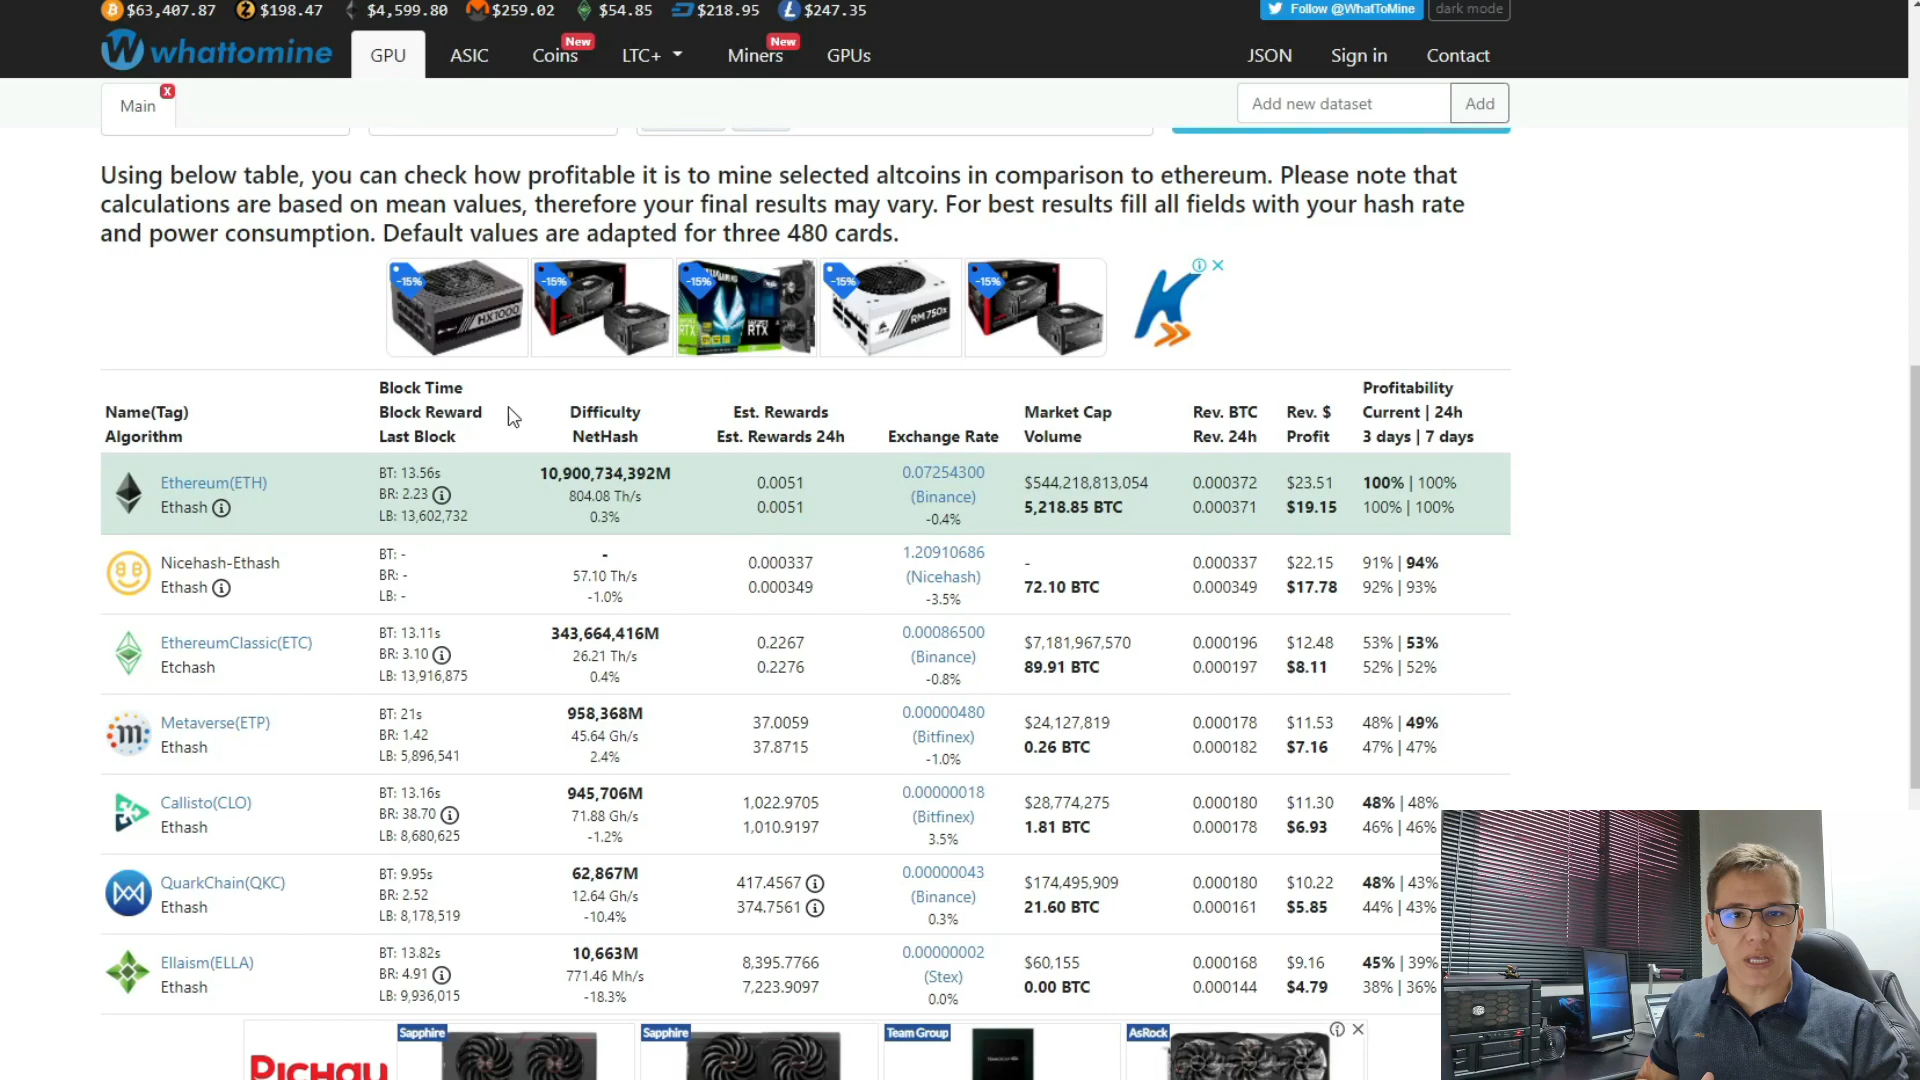 $63,407.87 $198.47 $4,599.80 $259.02 $54.85 $218.95 $247.35 Follow @WhatToMine dark mode
whattomine GPU ASIC Coins New LTC+ Miners New GPUs JSON Sign in Contact
Main x Add new dataset Add
Using below table, you can check how profitable it is to mine selected altcoins in comparison to ethereum. Please note that
calculations are based on mean values, therefore your final results may vary. For best results fill all fields with your hash rate
and power consumption. Default values are adapted for three 480 cards.
-15% -15% -15% -15% -15%
HX1000 RTX RTX RM 750x
Block Time Profitability
Name(Tag) Block Reward Difficulty Est. Rewards Market Cap Rev. BTC Rev. $ Current | 24h
Algorithm Last Block NetHash Est. Rewards 24h Exchange Rate Volume Rev. 24h Profit 3 days | 7 days
Ethereum(ETH) BT: 13.56s 10,900,734,392M 0.0051 0.07254300 $544,218,813,054 0.000372 $23.51 100% | 100%
Ethash BR: 2.23 804.08 Th/s 0.0051 (Binance) 5,218.85 BTC 0.000371 $19.15 100% | 100%
LB: 13,602,732 0.3% -0.4%
Nicehash-Ethash BT: - - 0.000337 1.20910686 - 0.000337 $22.15 91% | 94%
Ethash BR: - 57.10 Th/s 0.000349 (Nicehash) 72.10 BTC 0.000349 $17.78 92% | 93%
LB: - -1.0% -3.5%
EthereumClassic(ETC) BT: 13.11s 343,664,416M 0.2267 0.00086500 $7,181,967,570 0.000196 $12.48 53% | 53%
Etchash BR: 3.10 26.21 Th/s 0.2276 (Binance) 89.91 BTC 0.000197 $8.11 52% | 52%
LB: 13,916,875 0.4% -0.8%
Metaverse(ETP) BT: 21s 958,368M 37.0059 0.00000480 $24,127,819 0.000178 $11.53 48% | 49%
Ethash BR: 1.42 45.64 Gh/s 37.8715 (Bitfinex) 0.26 BTC 0.000182 $7.16 47% | 47%
LB: 5,896,541 2.4% -1.0%
Callisto(CLO) BT: 13.16s 945,706M 1,022.9705 0.00000018 $28,774,275 0.000180 $11.30 48% | 48%
Ethash BR: 38.70 71.88 Gh/s 1,010.9197 (Bitfinex) 1.81 BTC 0.000178 $6.93 46% | 46%
LB: 8,680,625 -1.2% 3.5%
QuarkChain(QKC) BT: 9.95s 62,867M 417.4567 0.00000043 $174,495,909 0.000180 $10.22 48% | 43%
Ethash BR: 2.52 12.64 Gh/s 374.7561 (Binance) 21.60 BTC 0.000161 $5.85 44% | 43%
LB: 8,178,519 -10.4% 0.3%
Ellaism(ELLA) BT: 13.82s 10,663M 8,395.7766 0.00000002 $60,155 0.000168 $9.16 45% | 39%
Ethash BR: 4.91 771.46 Mh/s 7,223.9097 (Stex) 0.00 BTC 0.000144 $4.79 38% | 36%
LB: 9,936,015 -18.3% 0.0%
Sapphire Sapphire Team Group AsRock
Pichau